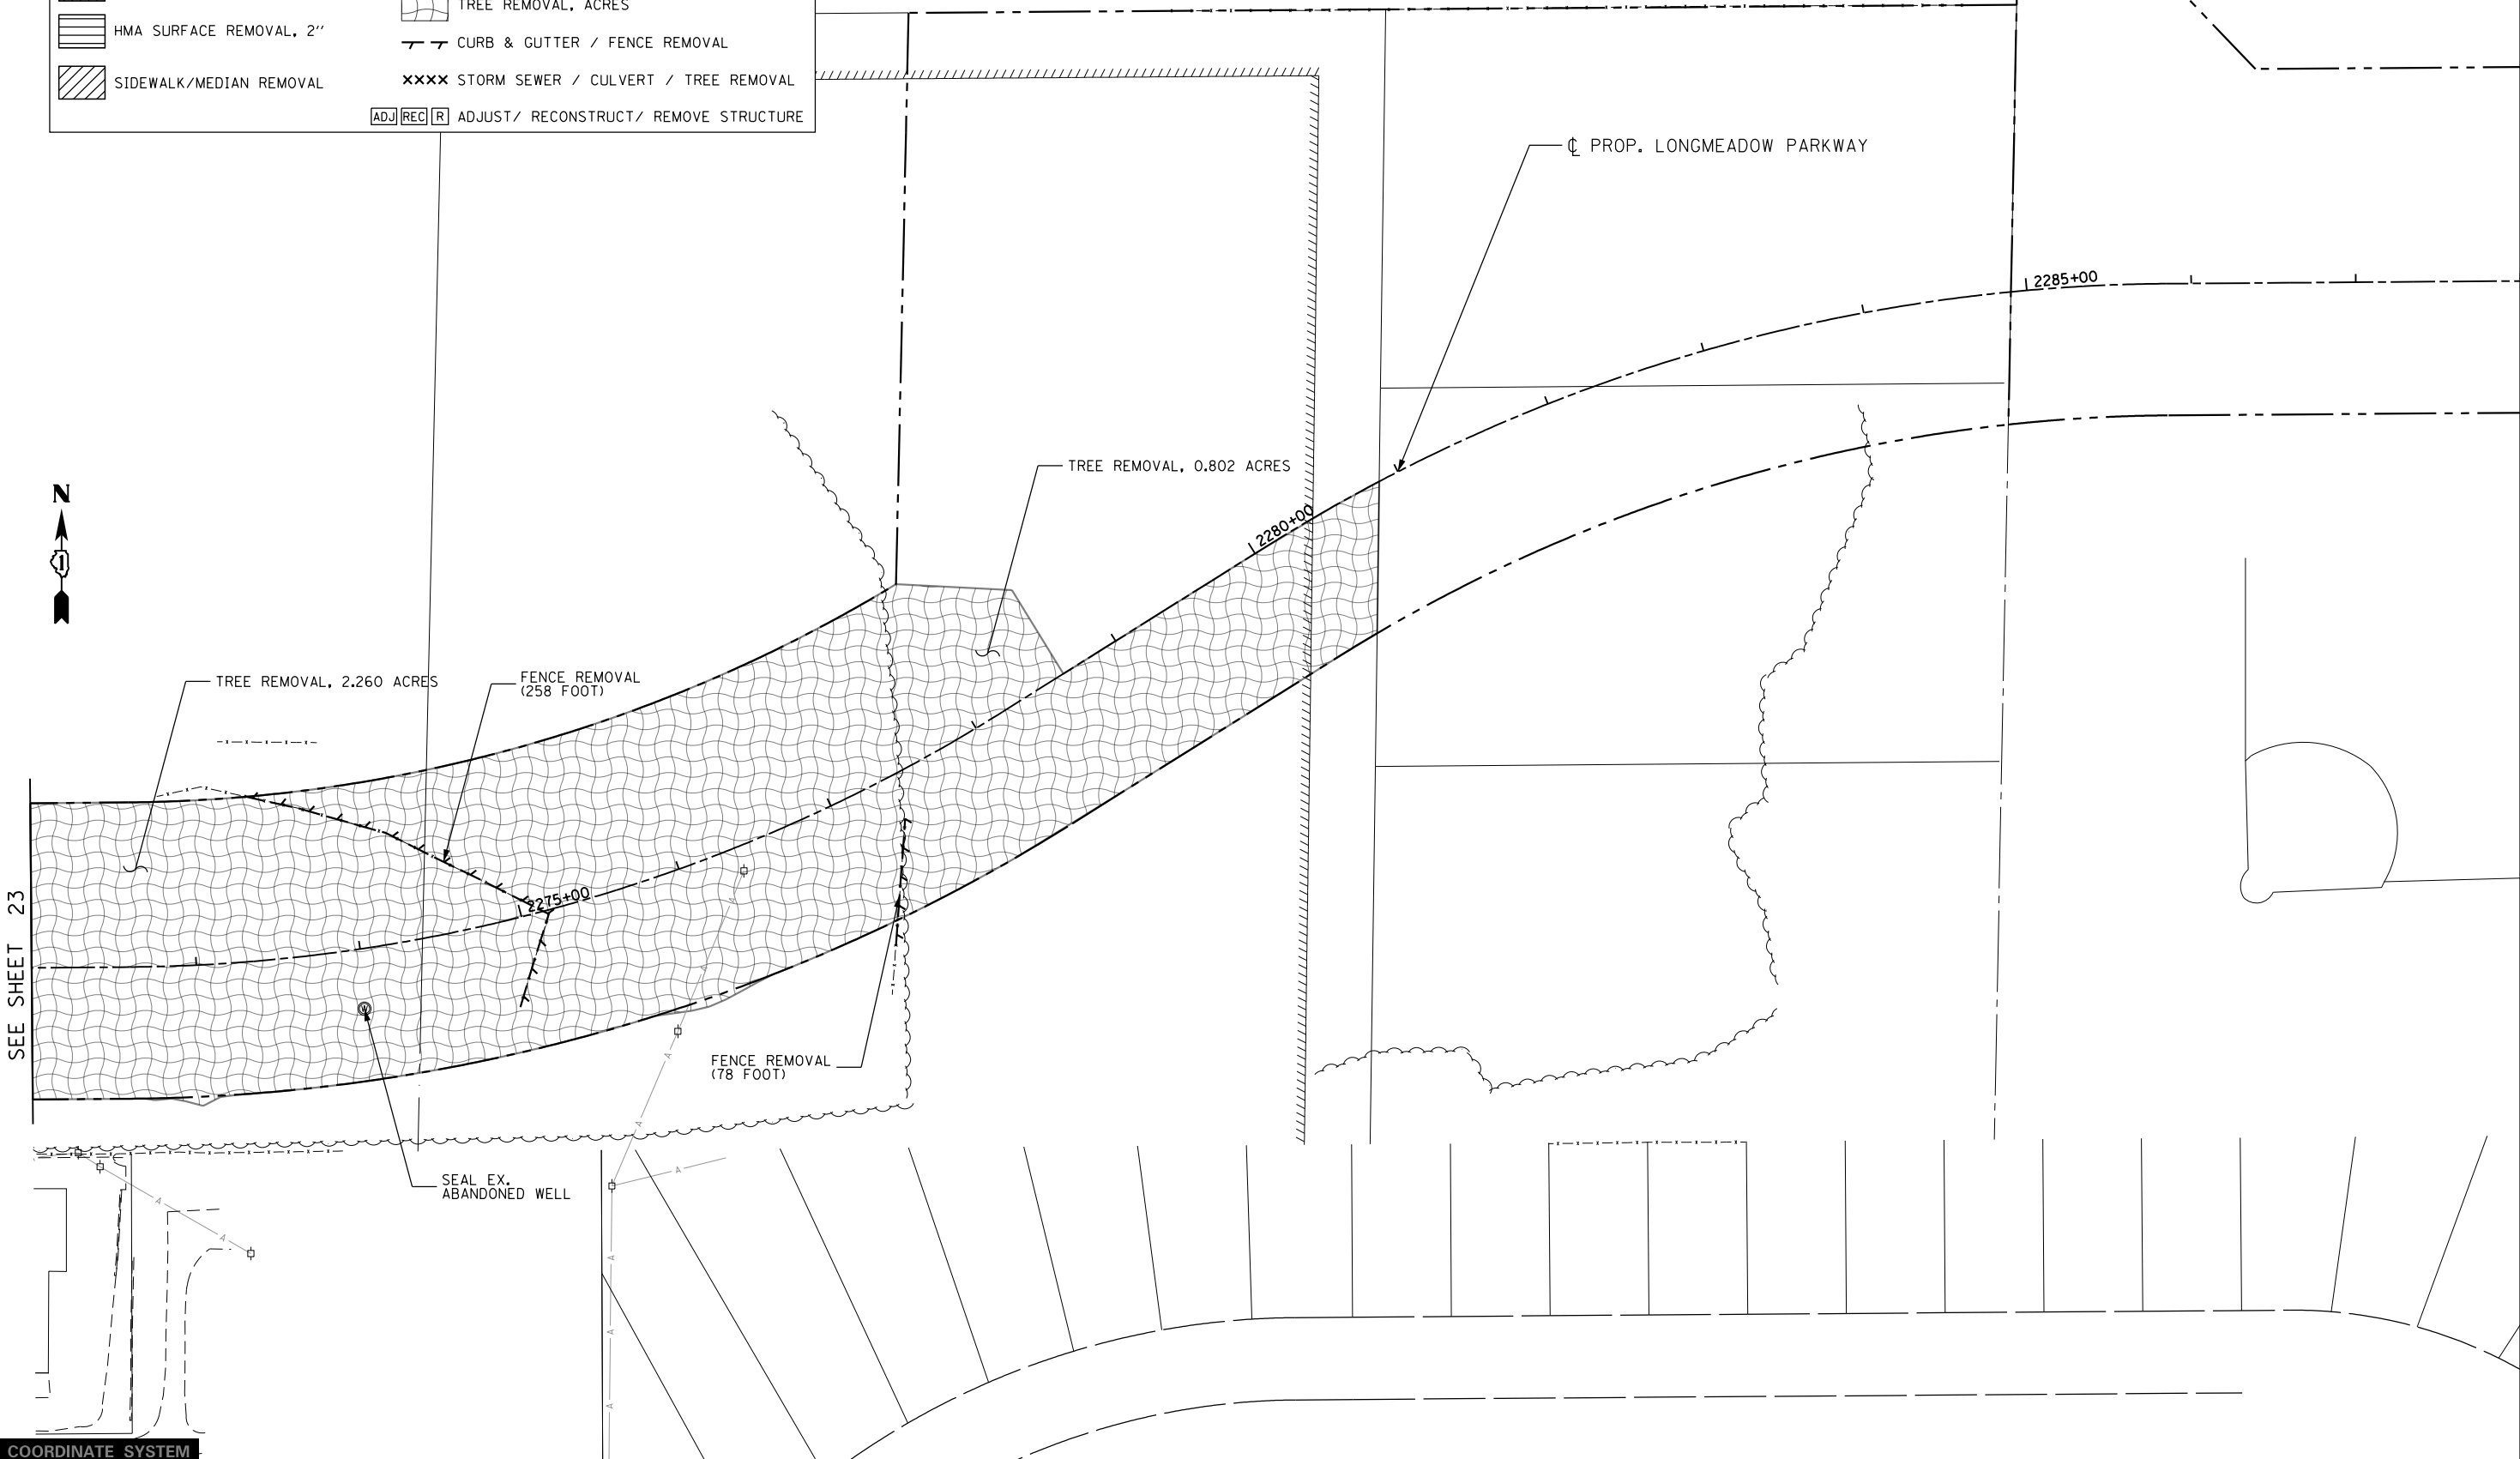 TREE REMOVAL, ACRES
HMA SURFACE REMOVAL, 2"
CURB & GUTTER / FENCE REMOVAL
SIDEWALK/MEDIAN REMOVAL
XXXX STORM SEWER / CULVERT / TREE REMOVAL
ADJ REC R ADJUST/ RECONSTRUCT/ REMOVE STRUCTURE
℄ PROP. LONGMEADOW PARKWAY
2285+00
TREE REMOVAL, 0.802 ACRES
N
1
2280+00
TREE REMOVAL, 2.260 ACRES
FENCE REMOVAL
(258 FOOT)
2275+00
SEE SHEET 23
W
FENCE REMOVAL
(78 FOOT)
SEAL EX.
ABANDONED WELL
A
A
A
A
A
A
A
A
A
A
COORDINATE SYSTEM